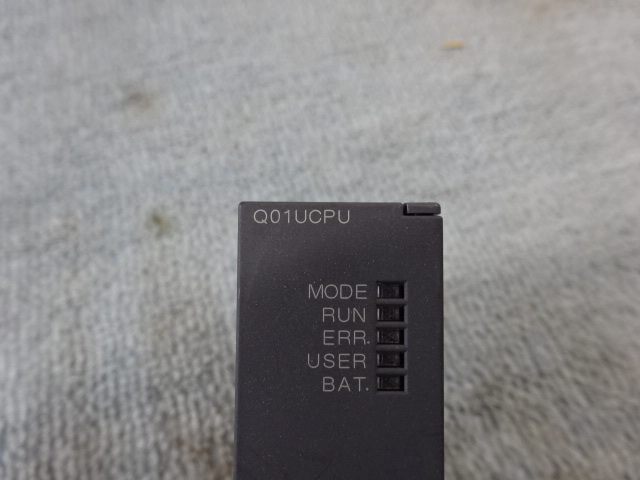 Q01UCPU
MODE
RUN
ERR.
USER
BAT.